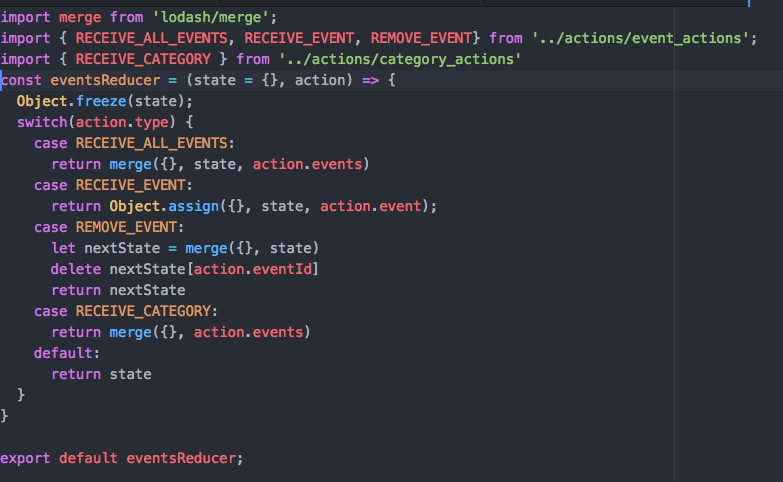 import merge from 'lodash/merge';
import { RECEIVE_ALL_EVENTS, RECEIVE_EVENT, REMOVE_EVENT} from '../actions/event_actions';
import { RECEIVE_CATEGORY } from '../actions/category_actions'
const eventsReducer = (state = {}, action) => {
  Object.freeze(state);
  switch(action.type) {
    case RECEIVE_ALL_EVENTS:
      return merge({}, state, action.events)
    case RECEIVE_EVENT:
      return Object.assign({}, state, action.event);
    case REMOVE_EVENT:
      let nextState = merge({}, state)
      delete nextState[action.eventId]
      return nextState
    case RECEIVE_CATEGORY:
      return merge({}, action.events)
    default:
      return state
  }
}

export default eventsReducer;